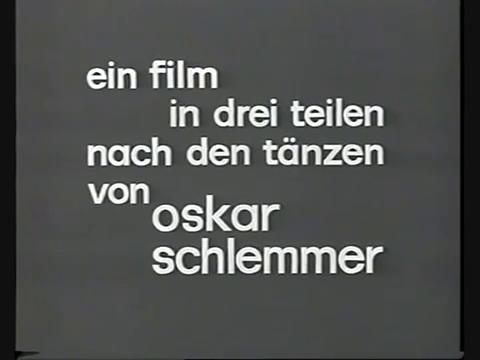 ein film
in drei teilen
nach den tänzen
von
oskar
schlemmer